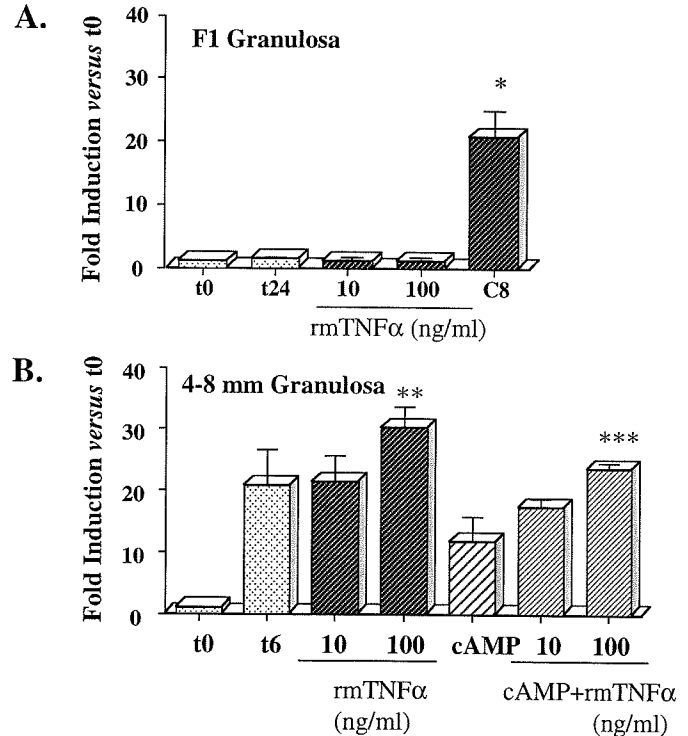 A.
Fold Induction versus t0
40
30
20
10
0
F1 Granulosa
*
t0 t24 10 100 C8
rmTNFα (ng/ml)
B.
Fold Induction versus t0
40
30
20
10
0
4-8 mm Granulosa
**
***
t0 t6 10 100 cAMP 10 100
rmTNFα cAMP+rmTNFα
(ng/ml) (ng/ml)